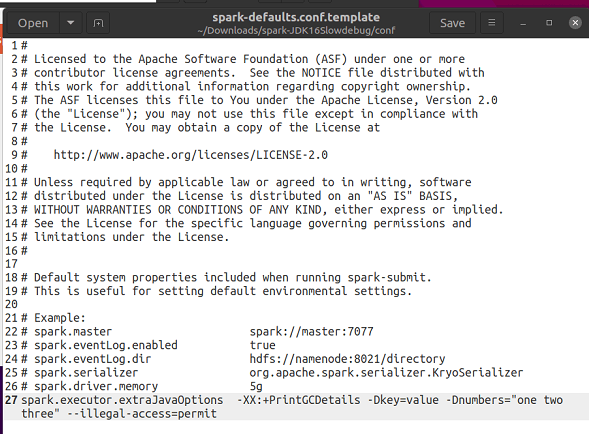 Open
spark-defaults.conf.template
~/Downloads/spark-JDK16Slowdebug/conf
Save
1 #
2 # Licensed to the Apache Software Foundation (ASF) under one or more
3 # contributor license agreements.  See the NOTICE file distributed with
4 # this work for additional information regarding copyright ownership.
5 # The ASF licenses this file to You under the Apache License, Version 2.0
6 # (the "License"); you may not use this file except in compliance with
7 # the License.  You may obtain a copy of the License at
8 #
9 #    http://www.apache.org/licenses/LICENSE-2.0
10 #
11 # Unless required by applicable law or agreed to in writing, software
12 # distributed under the License is distributed on an "AS IS" BASIS,
13 # WITHOUT WARRANTIES OR CONDITIONS OF ANY KIND, either express or implied.
14 # See the License for the specific language governing permissions and
15 # limitations under the License.
16 #
17
18 # Default system properties included when running spark-submit.
19 # This is useful for setting default environmental settings.
20
21 # Example:
22 # spark.master                     spark://master:7077
23 # spark.eventLog.enabled           true
24 # spark.eventLog.dir               hdfs://namenode:8021/directory
25 # spark.serializer                 org.apache.spark.serializer.KryoSerializer
26 # spark.driver.memory              5g
27 spark.executor.extraJavaOptions  -XX:+PrintGCDetails -Dkey=value -Dnumbers="one two
three" --illegal-access=permit